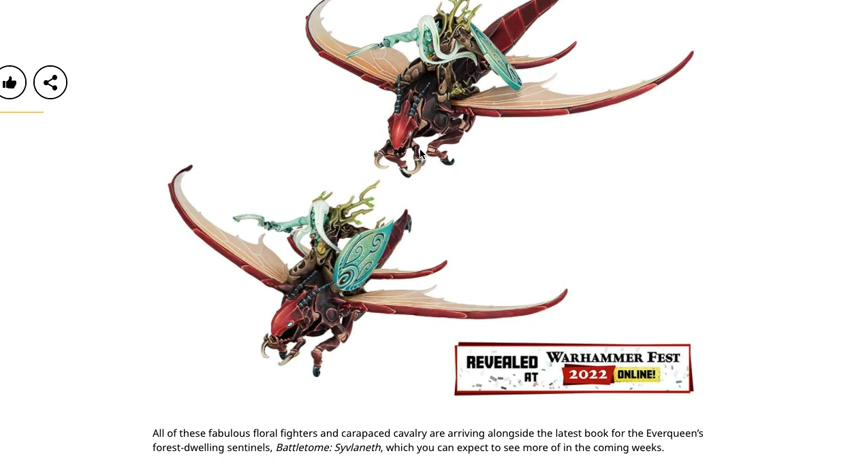 REVEALED
AT
WARHAMMER FEST
2022 ONLINE!
All of these fabulous floral fighters and carapaced cavalry are arriving alongside the latest book for the Everqueen’s
forest-dwelling sentinels, Battletome: Sylvaneth, which you can expect to see more of in the coming weeks.